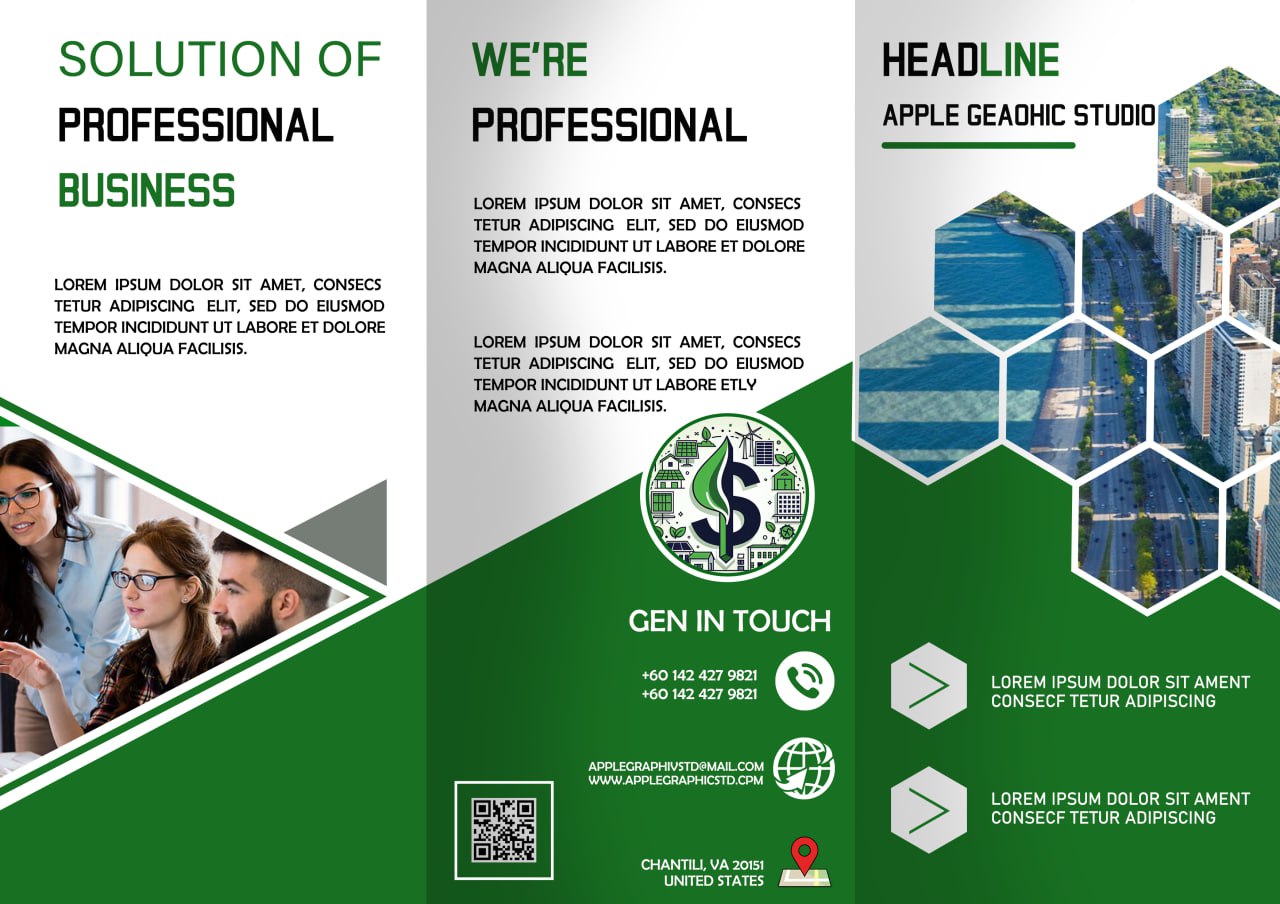 SOLUTION OF
PROFESSIONAL
BUSINESS
LOREM IPSUM DOLOR SIT AMET, CONSECS
TETUR ADIPISCING ELIT, SED DO EIUSMOD
TEMPOR INCIDIDUNT UT LABORE ET DOLORE
MAGNA ALIQUA FACILISIS.
WE'RE
PROFESSIONAL
LOREM IPSUM DOLOR SIT AMET, CONSECS
TETUR ADIPISCING ELIT, SED DO EIUSMOD
TEMPOR INCIDIDUNT UT LABORE ET DOLORE
MAGNA ALIQUA FACILISIS.
LOREM IPSUM DOLOR SIT AMET, CONSECS
TETUR ADIPISCING ELIT, SED DO EIUSMOD
TEMPOR INCIDIDUNT UT LABORE ETLY
MAGNA ALIQUA FACILISIS.
$
GEN IN TOUCH
+60 142 427 9821
+60 142 427 9821
APPLEGRAPHIVSTD@MAIL.COM
WWW.APPLEGRAPHICSTD.CPM
CHANTILI, VA 20151
UNITED STATES
HEADLINE
APPLE GEAOHIC STUDIO
LOREM IPSUM DOLOR SIT AMENT
CONSECF TETUR ADIPISCING
LOREM IPSUM DOLOR SIT AMENT
CONSECF TETUR ADIPISCING